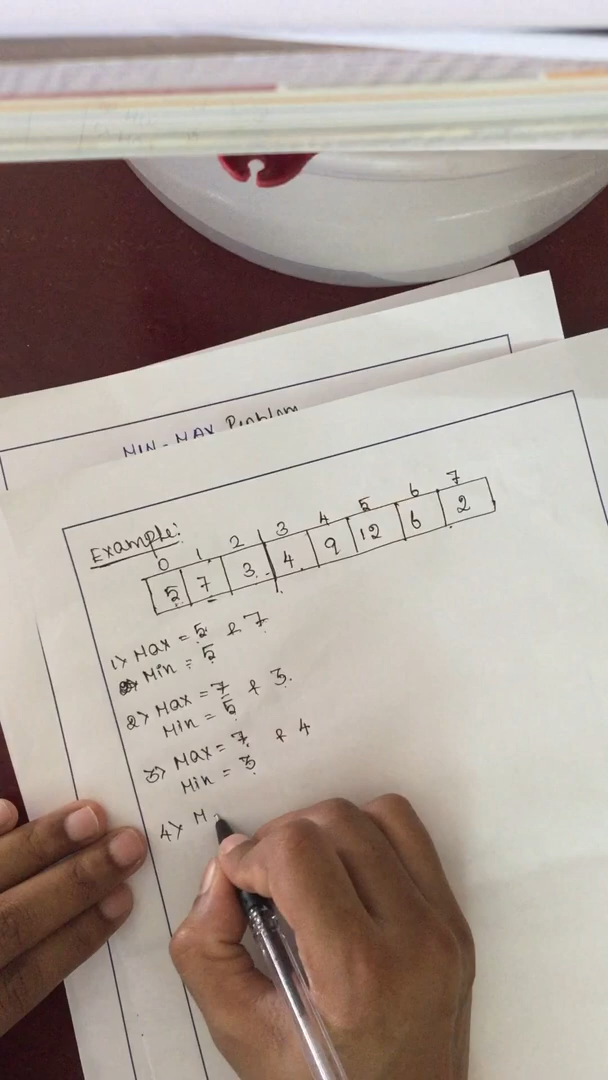 MIN - MAX Problem
Example:
0 1 2 3 4 5 6 7
5 7 3 4 9 12 6 2
1> Max = 5 & 7
Min = 5
2> Max = 7 & 3.
Min = 5
3> Max = 7 & 4
Min = 3
4> M